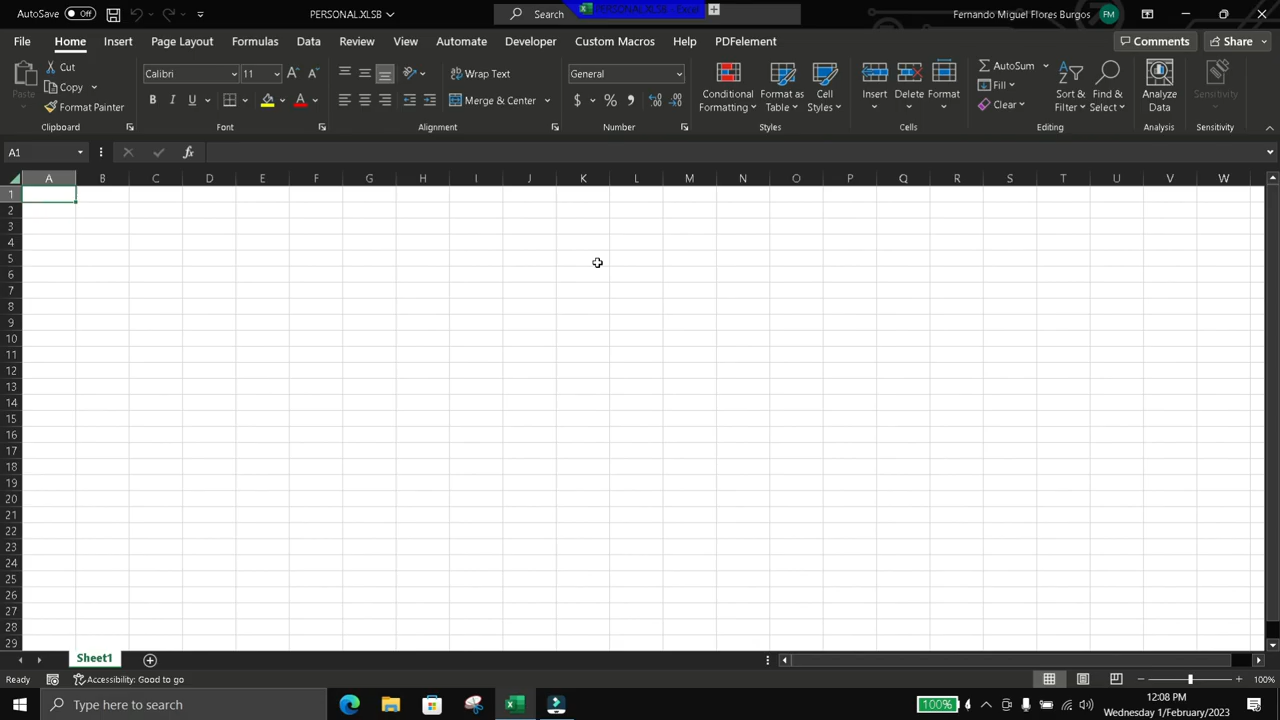 AutoSave Off PERSONAL.XLSB Search PERSONAL.XLSB - Excel Fernando Miguel Flores Burgos FM
File Home Insert Page Layout Formulas Data Review View Automate Developer Custom Macros Help PDFelement Comments Share
Paste Cut Copy Format Painter
Calibri 11
B I U A
Wrap Text
Merge & Center
General
$ % ,
Conditional Formatting Format as Table Cell Styles
Insert Delete Format
AutoSum Fill Clear
Sort & Filter Find & Select
Analyze Data
Sensitivity
Clipboard Font Alignment Number Styles Cells Editing Analysis Sensitivity
A1 fx
A B C D E F G H I J K L M N O P Q R S T U V W
1
2
3
4
5
6
7
8
9
10
11
12
13
14
15
16
17
18
19
20
21
22
23
24
25
26
27
28
29
Sheet1
Ready Accessibility: Good to go 100%
Type here to search 100% 12:08 PM
Wednesday 1/February/2023